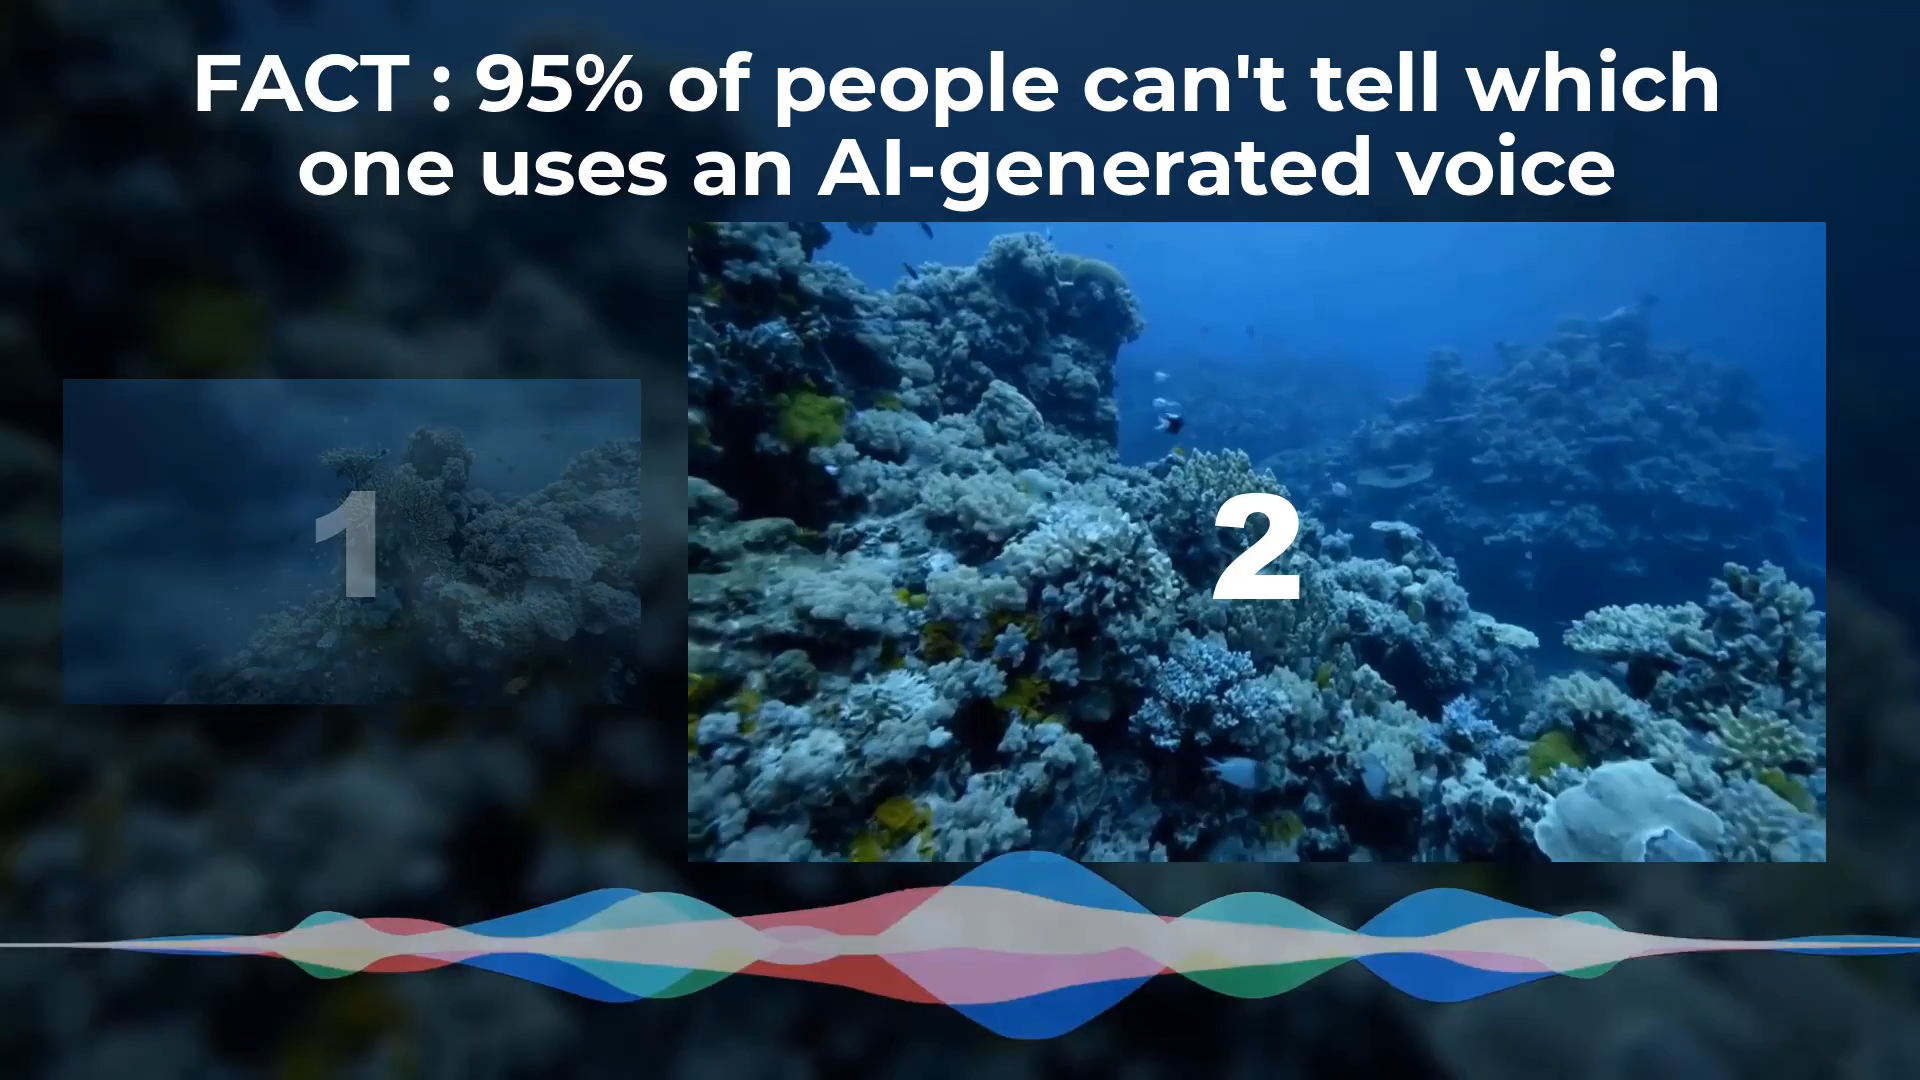 FACT : 95% of people can't tell which
one uses an AI-generated voice
1
2